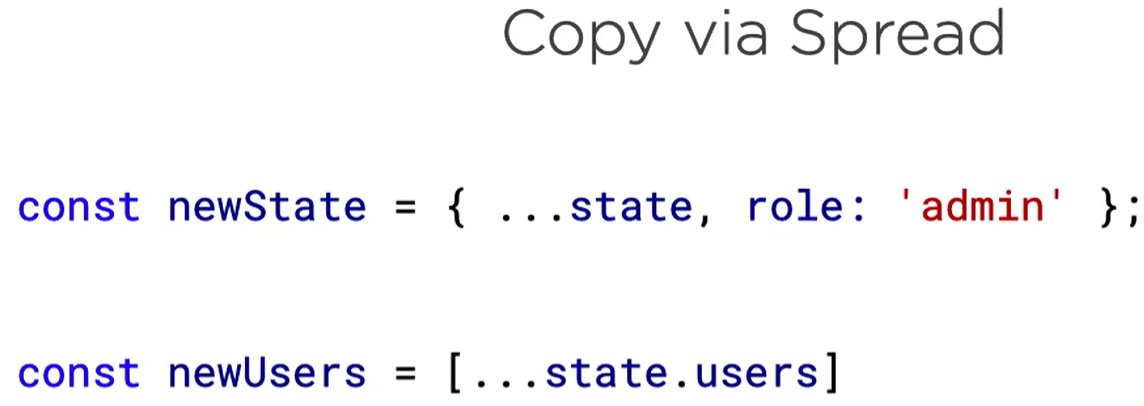 Copy via Spread
const newState = { ...state, role: 'admin' };
const newUsers = [...state.users]